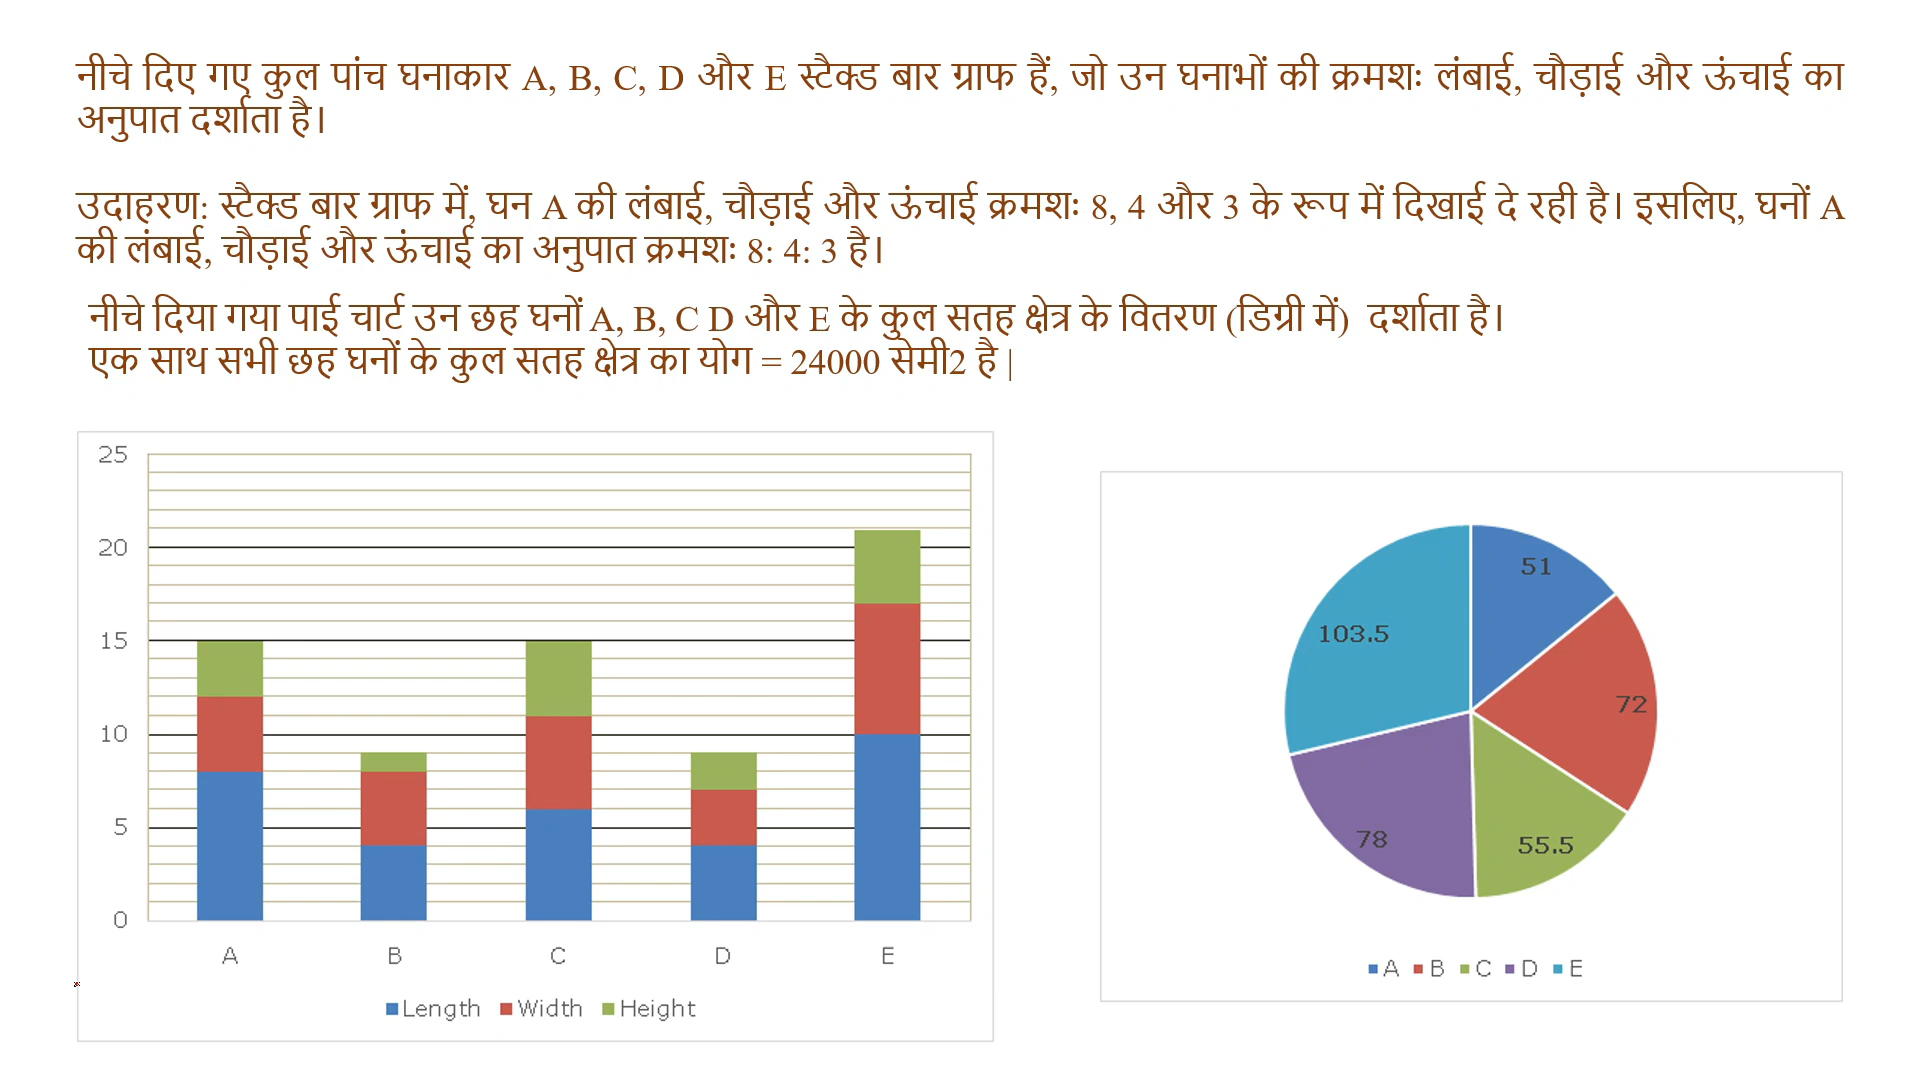 नीचे दिए गए कुल पांच घनाकार A, B, C, D और E स्टैक्ड बार ग्राफ हैं, जो उन घनाभों की क्रमशः लंबाई, चौड़ाई और ऊंचाई का
अनुपात दर्शाता है।
उदाहरण: स्टैक्ड बार ग्राफ में, घन A की लंबाई, चौड़ाई और ऊंचाई क्रमशः 8, 4 और 3 के रूप में दिखाई दे रही है। इसलिए, घनों A
की लंबाई, चौड़ाई और ऊंचाई का अनुपात क्रमशः 8: 4: 3 है।
नीचे दिया गया पाई चार्ट उन छह घनों A, B, C D और E के कुल सतह क्षेत्र के वितरण (डिग्री में) दर्शाता है।
एक साथ सभी छह घनों के कुल सतह क्षेत्र का योग = 24000 सेमी2 है |
25
20
15
10
5
0
A B C D E
Length Width Height
51
103.5
72
78
55.5
A B C D E